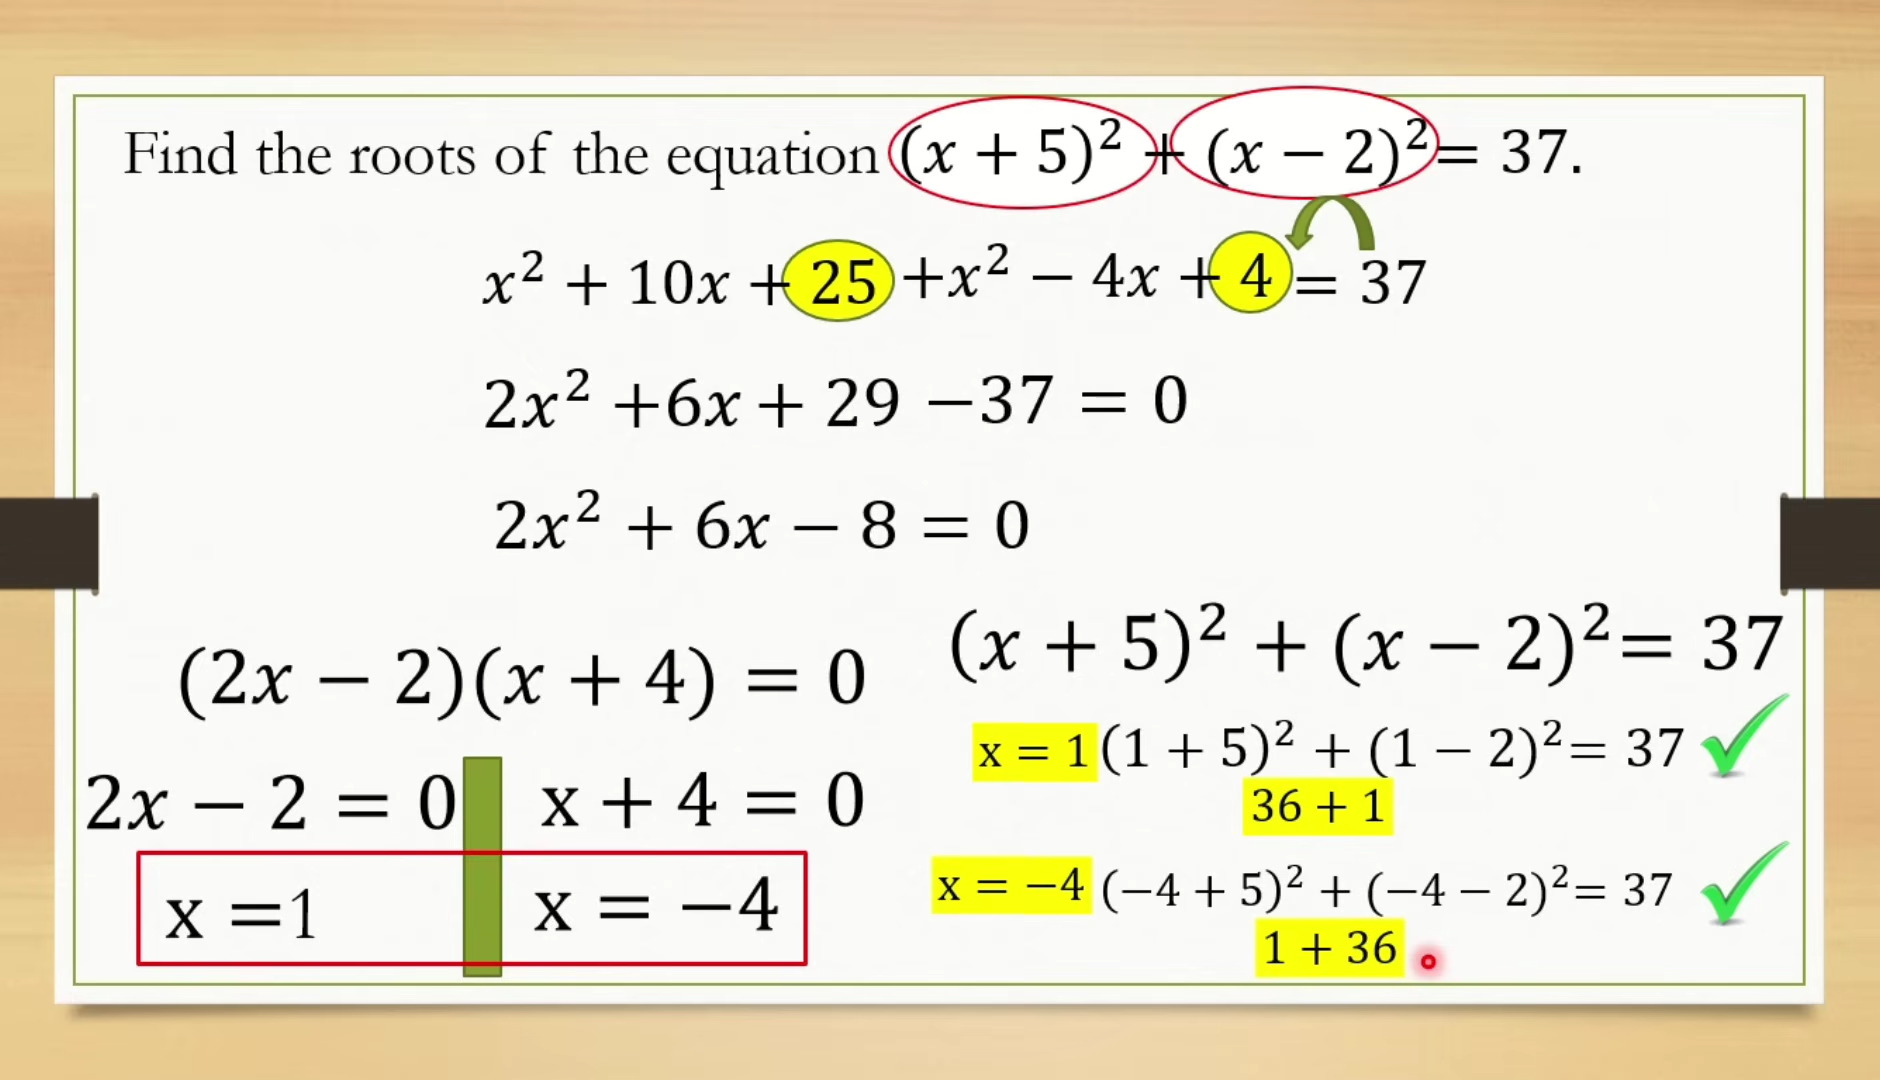 Find the roots of the equation (x + 5)² + (x − 2)² = 37.
x² + 10x + 25 + x² − 4x + 4 = 37
2x² + 6x + 29 − 37 = 0
2x² + 6x − 8 = 0
(2x − 2)(x + 4) = 0
2x − 2 = 0
x + 4 = 0
x = 1
x = −4
(x + 5)² + (x − 2)² = 37
x = 1 (1 + 5)² + (1 − 2)² = 37
36 + 1
x = −4 (−4 + 5)² + (−4 − 2)² = 37
1 + 36